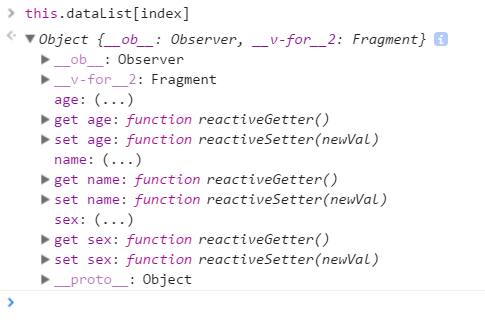 this.dataList[index]
Object {__ob__: Observer, __v-for__2: Fragment}
__ob__: Observer
__v-for__2: Fragment
age: (...)
get age: function reactiveGetter()
set age: function reactiveSetter(newVal)
name: (...)
get name: function reactiveGetter()
set name: function reactiveSetter(newVal)
sex: (...)
get sex: function reactiveGetter()
set sex: function reactiveSetter(newVal)
__proto__: Object